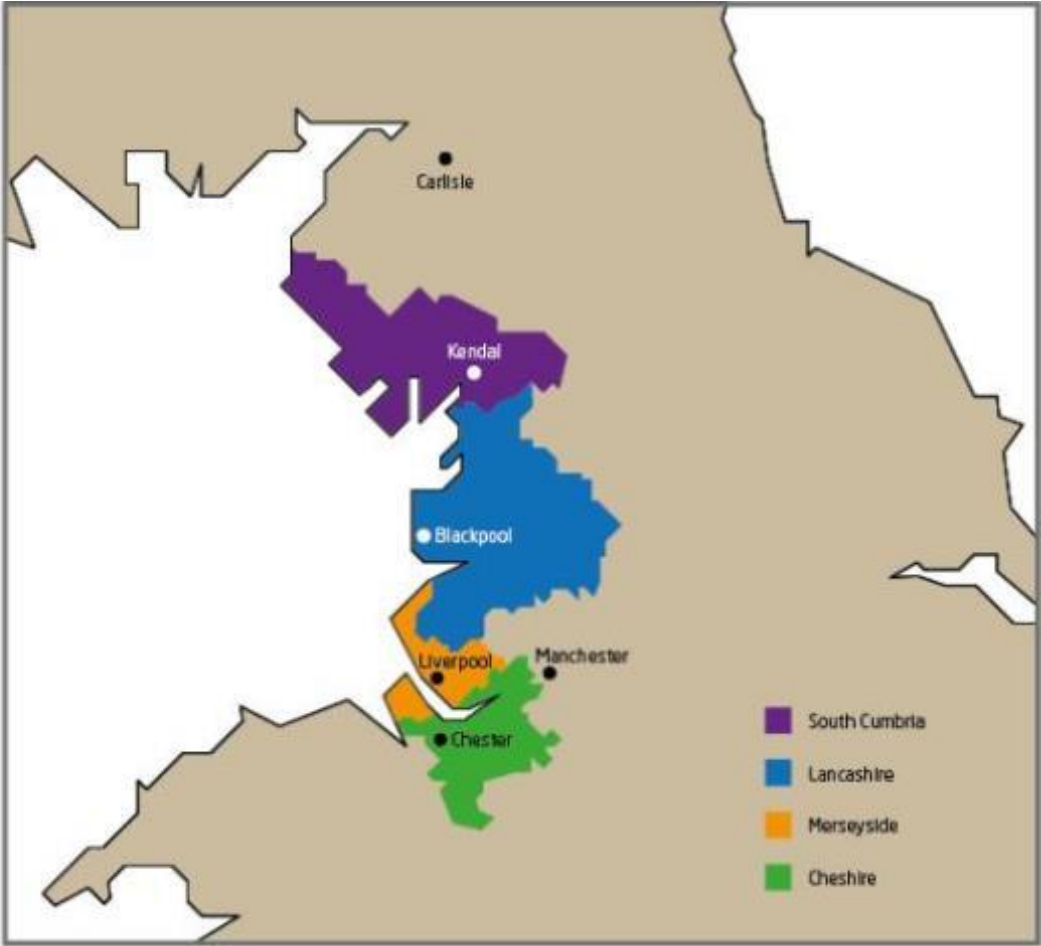 Carlisle
Kendal
Blackpool
Manchester
Liverpool
Chester
South Cumbria
Lancashire
Merseyside
Cheshire